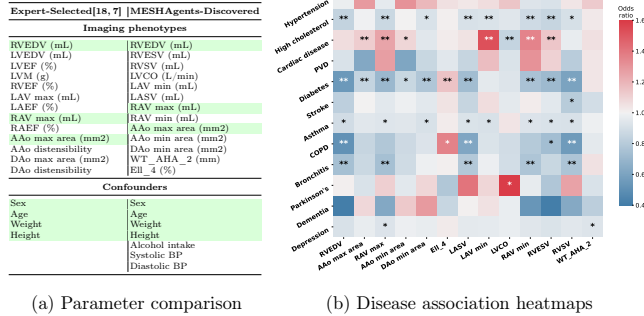 Expert-Selected[18, 7] | MESHAgents-Discovered
Imaging phenotypes
RVEDV (mL) RVEDV (mL)
LVEDV (mL) RVESV (mL)
LVEF (%) RVSV (mL)
LVM (g) LVCO (L/min)
RVEF (%) LAV min (mL)
LAV max (mL) LASV (mL)
LAEF (%) RAV max (mL)
RAV max (mL) RAV min (mL)
RAEF (%) AAo max area (mm2)
AAo max area (mm2) AAo min area (mm2)
AAo distensibility DAo min area (mm2)
DAo max area (mm2) WT_AHA_2 (mm)
DAo distensibility Ell_4 (%)
Confounders
Sex Sex
Age Age
Weight Weight
Height Height
Alcohol intake
Systolic BP
Diastolic BP
(a) Parameter comparison
Hypertension
High cholesterol ** ** * ** ** ** ** *
Cardiac disease ** ** * ** ** ** **
PVD
Diabetes ** ** ** * ** ** ** ** ** **
Stroke *
Asthma * * * * * * *
COPD ** * ** * **
Bronchitis ** ** ** ** **
Parkinson's *
Dementia
Depression * *
RVEDV
AAo max area
RAV max
AAo min area
DAo min area
Ell_4
LASV
LAV min
LVCO
RAV min
RVESV
RVSV
WT_AHA_2
Odds
ratio
1.6
1.4
1.2
1.0
0.8
0.6
0.4
(b) Disease association heatmaps